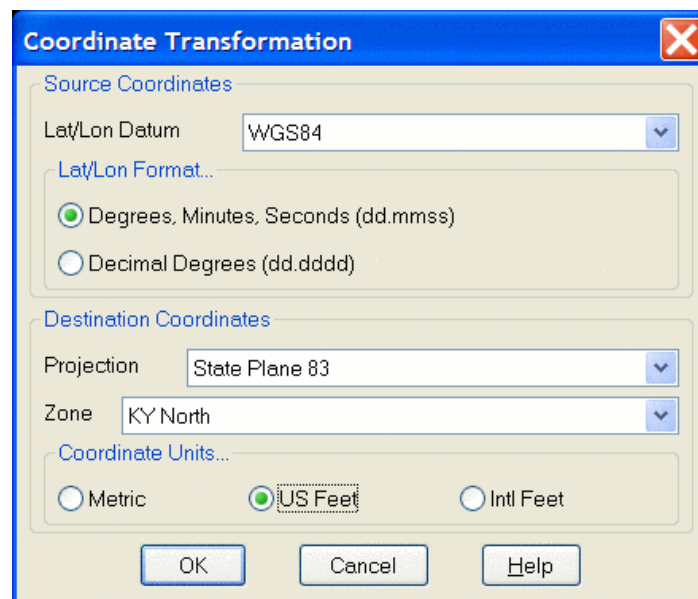 Coordinate Transformation
Source Coordinates
Lat/Lon Datum WGS84
Lat/Lon Format...
Degrees, Minutes, Seconds (dd.mmss)
Decimal Degrees (dd.dddd)
Destination Coordinates
Projection State Plane 83
Zone KY North
Coordinate Units...
Metric US Feet Intl Feet
OK Cancel Help